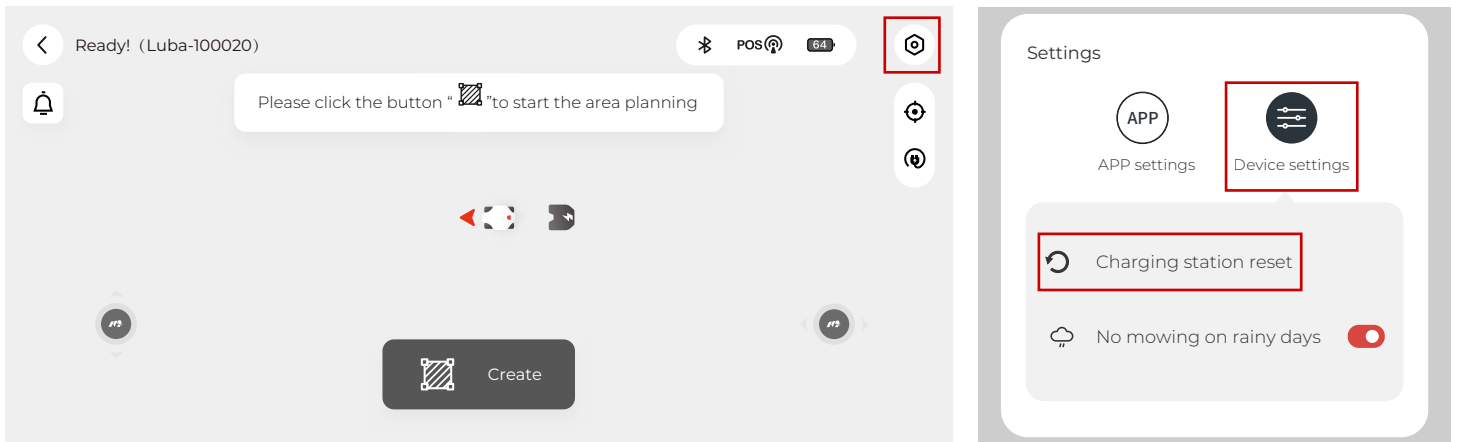 Ready!（Luba-100020）
POS
64
Please click the button “ ”to start the area planning
Create
Settings
APP
APP settings
Device settings
Charging station reset
No mowing on rainy days